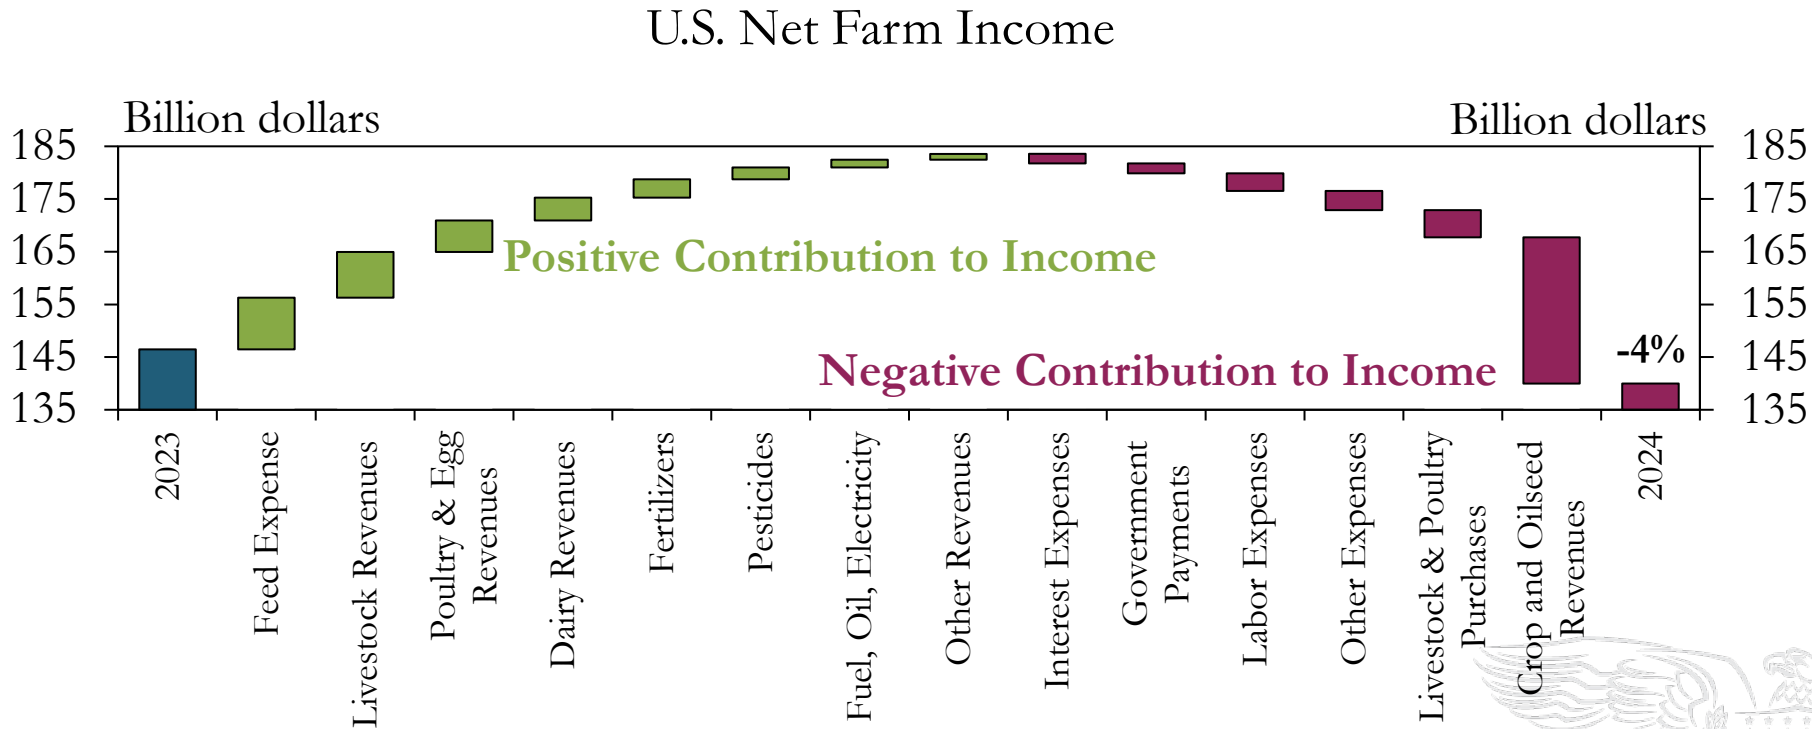 U.S. Net Farm Income
Billion dollars
Billion dollars
185
175
165
155
145
135
185
175
165
155
145
135
Positive Contribution to Income
Negative Contribution to Income
-4%
2023
Feed Expense
Livestock Revenues
Poultry & Egg
Revenues
Dairy Revenues
Fertilizers
Pesticides
Fuel, Oil, Electricity
Other Revenues
Interest Expenses
Government
Payments
Labor Expenses
Other Expenses
Livestock & Poultry
Purchases
Crop and Oilseed
Revenues
2024